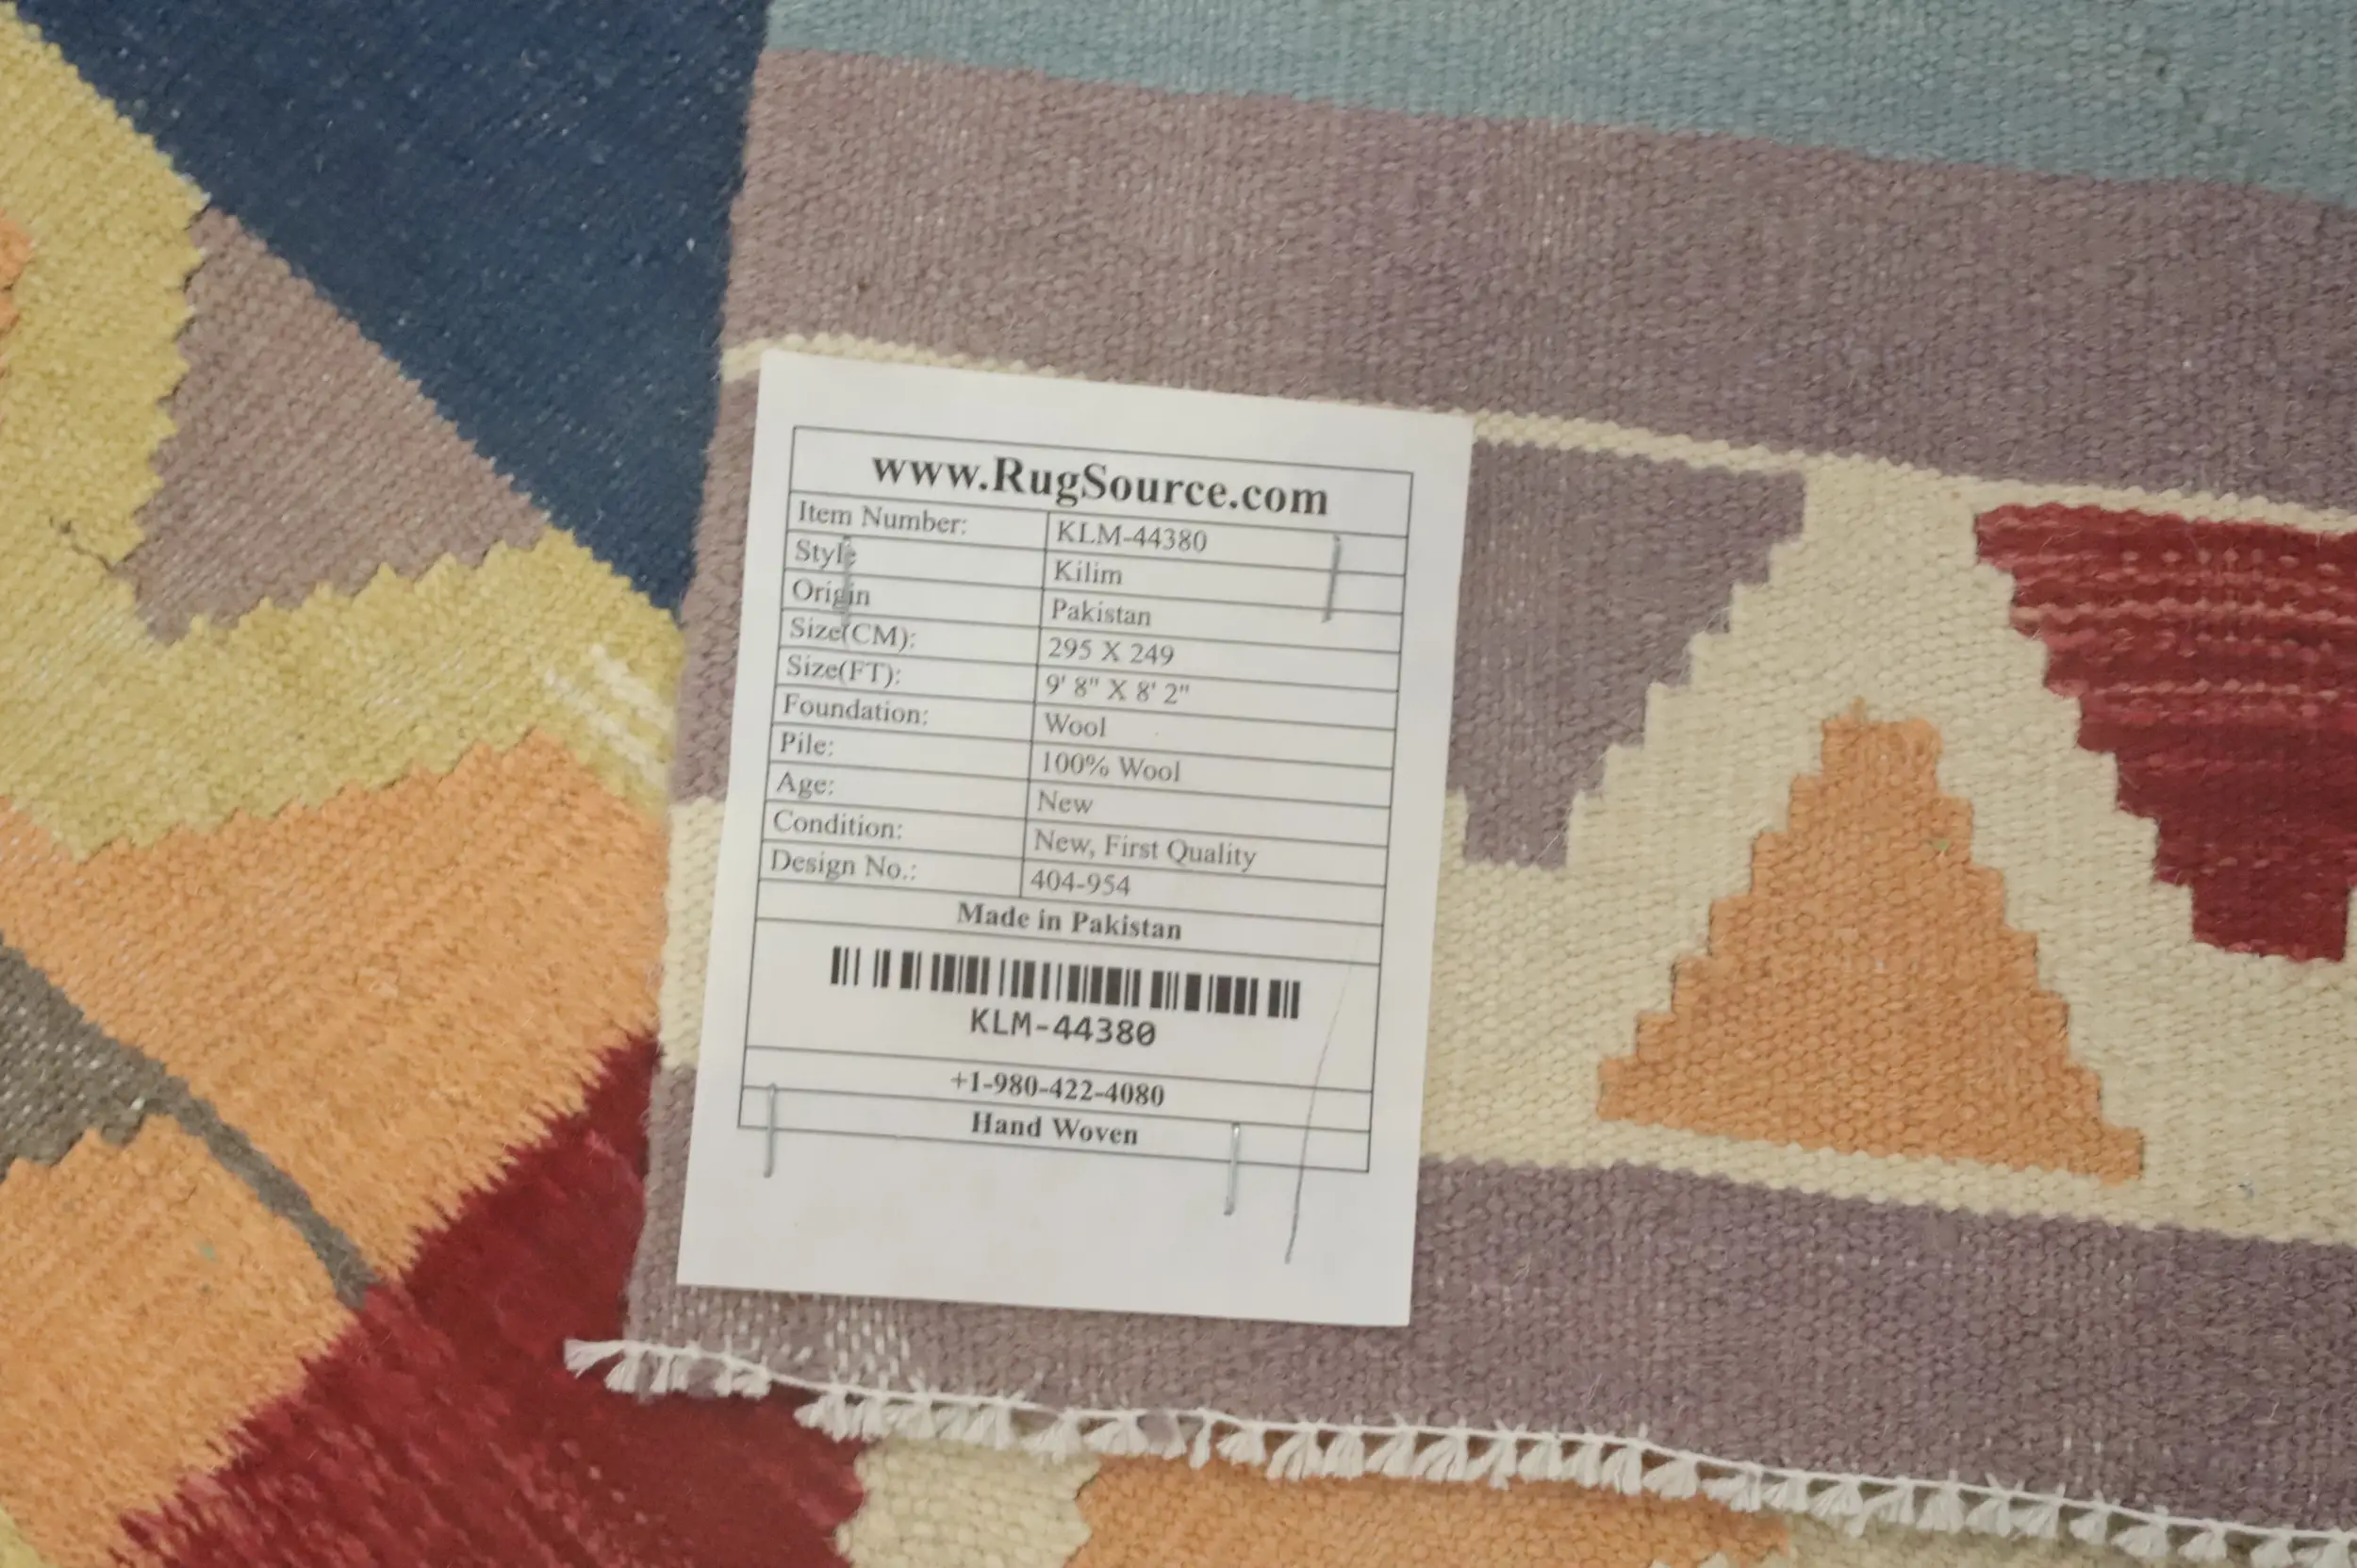 www.RugSource.com
Item Number: KLM-44380
Style Kilim
Origin Pakistan
Size(CM): 295 X 249
Size(FT): 9' 8" X 8' 2"
Foundation: Wool
Pile: 100% Wool
Age: New
Condition: New, First Quality
Design No.: 404-954
Made in Pakistan
KLM-44380
+1-980-422-4080
Hand Woven